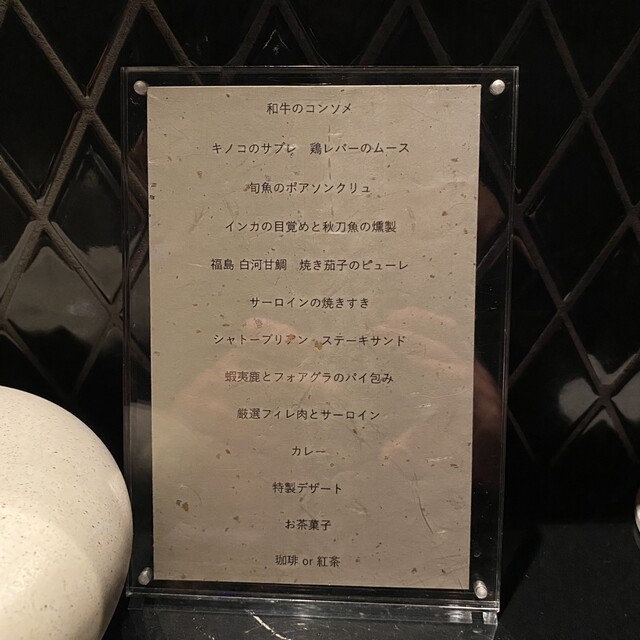 和牛のコンソメ
キノコのサブレ　鶏レバーのムース
旬魚のポアソンクリュ
インカの目覚めと秋刀魚の燻製
福島 白河甘鯛　焼き茄子のピューレ
サーロインの焼きすき
シャトーブリアン ステーキサンド
蝦夷鹿とフォアグラのパイ包み
厳選フィレ肉とサーロイン
カレー
特製デザート
お茶菓子
珈琲 or 紅茶